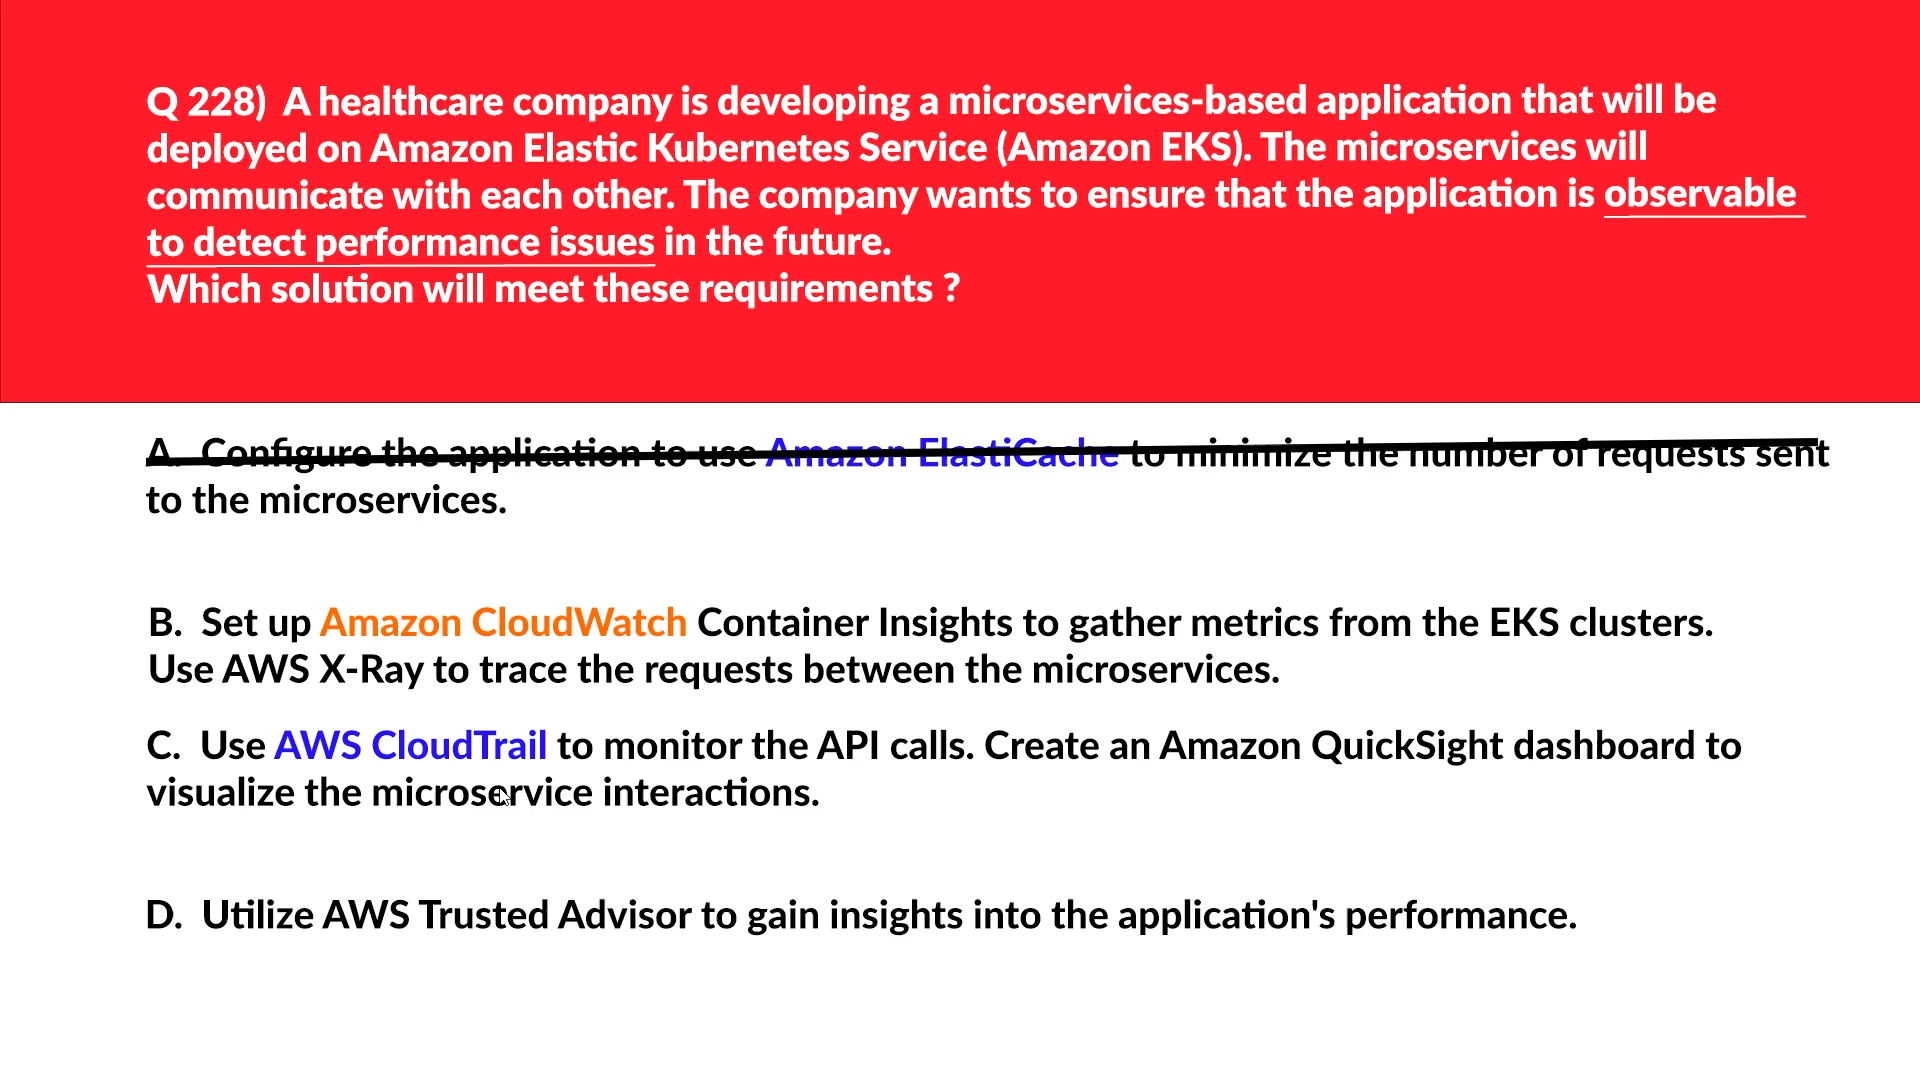 Q 228) A healthcare company is developing a microservices-based application that will be
deployed on Amazon Elastic Kubernetes Service (Amazon EKS). The microservices will
communicate with each other. The company wants to ensure that the application is observable
to detect performance issues in the future.
Which solution will meet these requirements ?
A. Configure the application to use Amazon ElastiCache to minimize the number of requests sent
to the microservices.
B. Set up Amazon CloudWatch Container Insights to gather metrics from the EKS clusters.
Use AWS X-Ray to trace the requests between the microservices.
C. Use AWS CloudTrail to monitor the API calls. Create an Amazon QuickSight dashboard to
visualize the microservice interactions.
D. Utilize AWS Trusted Advisor to gain insights into the application's performance.